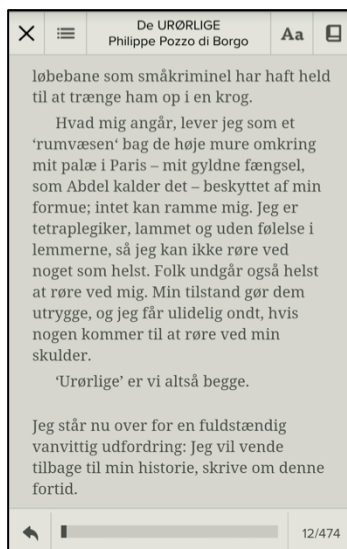 De URØRLIGE
Philippe Pozzo di Borgo
Aa
løbebane som småkriminel har haft held
til at trænge ham op i en krog.
Hvad mig angår, lever jeg som et
‘rumvæsen‘ bag de høje mure omkring
mit palæ i Paris – mit gyldne fængsel,
som Abdel kalder det – beskyttet af min
formue; intet kan ramme mig. Jeg er
tetraplegiker, lammet og uden følelse i
lemmerne, så jeg kan ikke røre ved
noget som helst. Folk undgår også helst
at røre ved mig. Min tilstand gør dem
utrygge, og jeg får ulidelig ondt, hvis
nogen kommer til at røre ved min
skulder.
‘Urørlige’ er vi altså begge.
Jeg står nu over for en fuldstændig
vanvittig udfordring: Jeg vil vende
tilbage til min historie, skrive om denne
fortid.
12/474